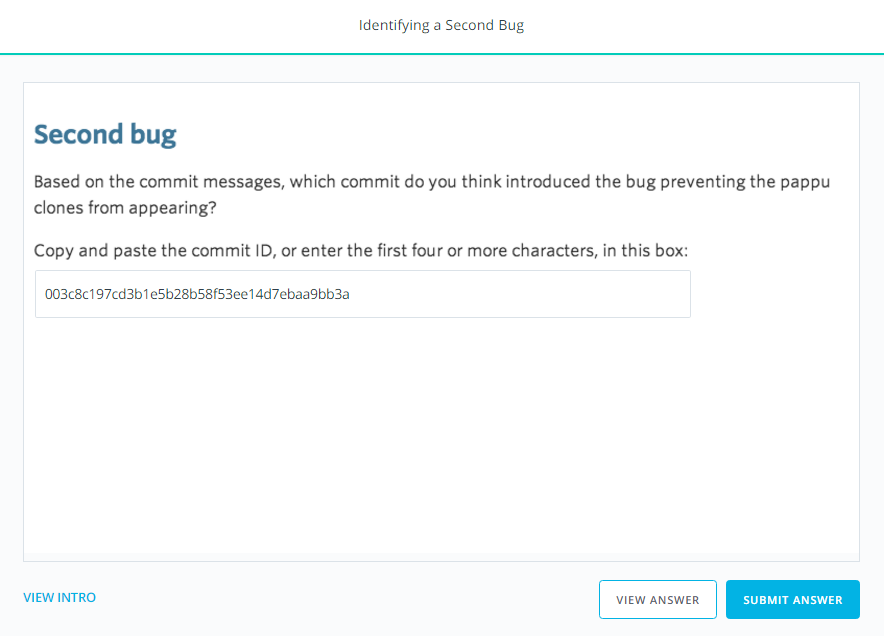 Identifying a Second Bug
Second bug
Based on the commit messages, which commit do you think introduced the bug preventing the pappu
clones from appearing?
Copy and paste the commit ID, or enter the first four or more characters, in this box:
003c8c197cd3b1e5b28b58f53ee14d7ebaa9bb3a
VIEW INTRO
VIEW ANSWER
SUBMIT ANSWER